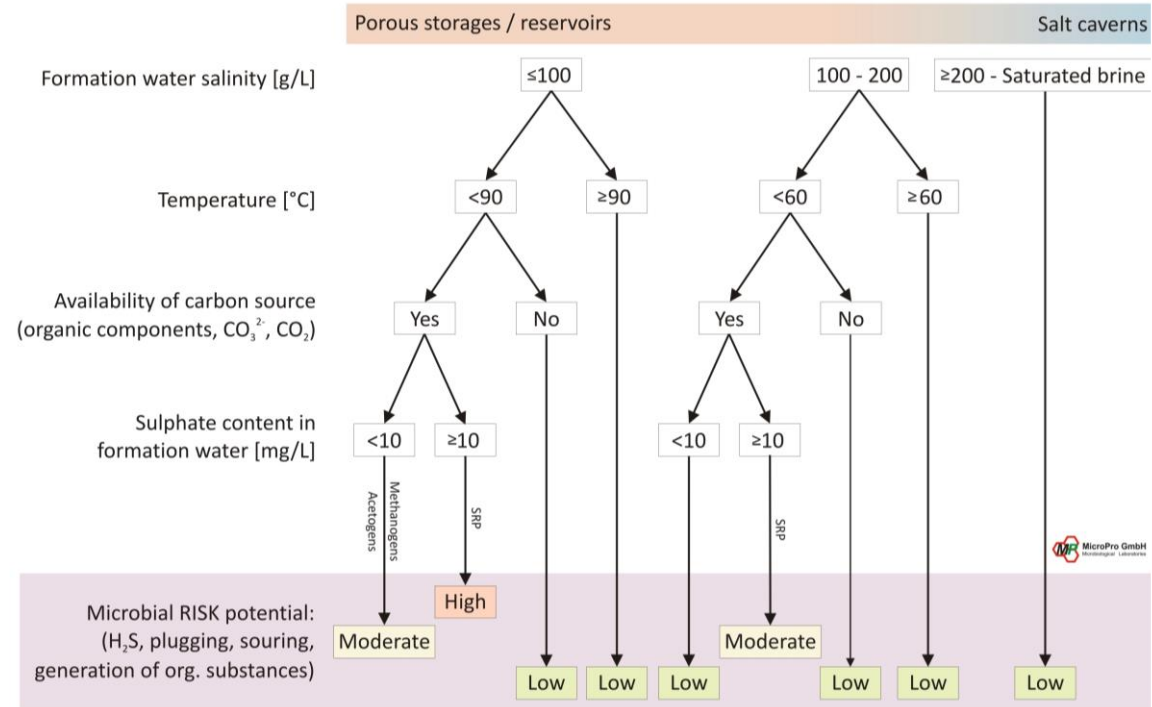 Porous storages / reservoirs Salt caverns
Formation water salinity [g/L] ≤100 100 - 200 ≥200 - Saturated brine
Temperature [°C] <90 ≥90 <60 ≥60
Availability of carbon source
(organic components, CO₃²⁻, CO₂) Yes No Yes No
Sulphate content in
formation water [mg/L] <10 ≥10 <10 ≥10
Acetogens
Methanogens
SRP
SRP
MR MicroPro GmbH
Microbiological Laboratories
Microbial RISK potential:
(H₂S, plugging, souring,
generation of org. substances)
High
Moderate Moderate
Low Low Low Low Low Low